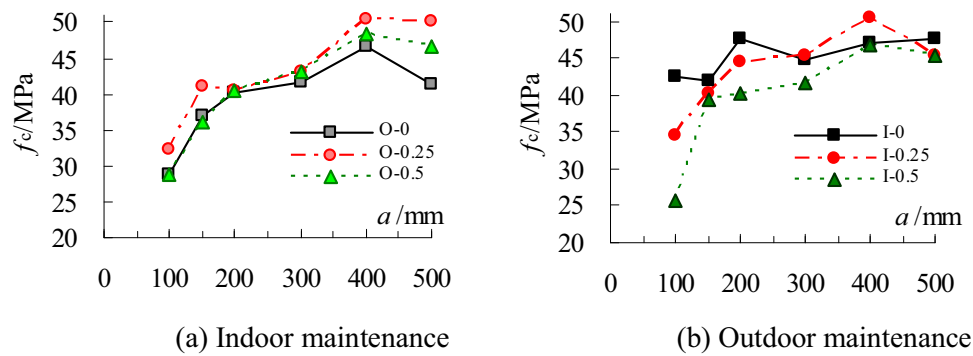 50
45
40
35
30
25
20
fc/MPa
O-0
O-0.25
O-0.5
a /mm
0 100 200 300 400 500
(a) Indoor maintenance
50
45
40
35
30
25
20
fc/MPa
I-0
I-0.25
I-0.5
a /mm
0 100 200 300 400 500
(b) Outdoor maintenance